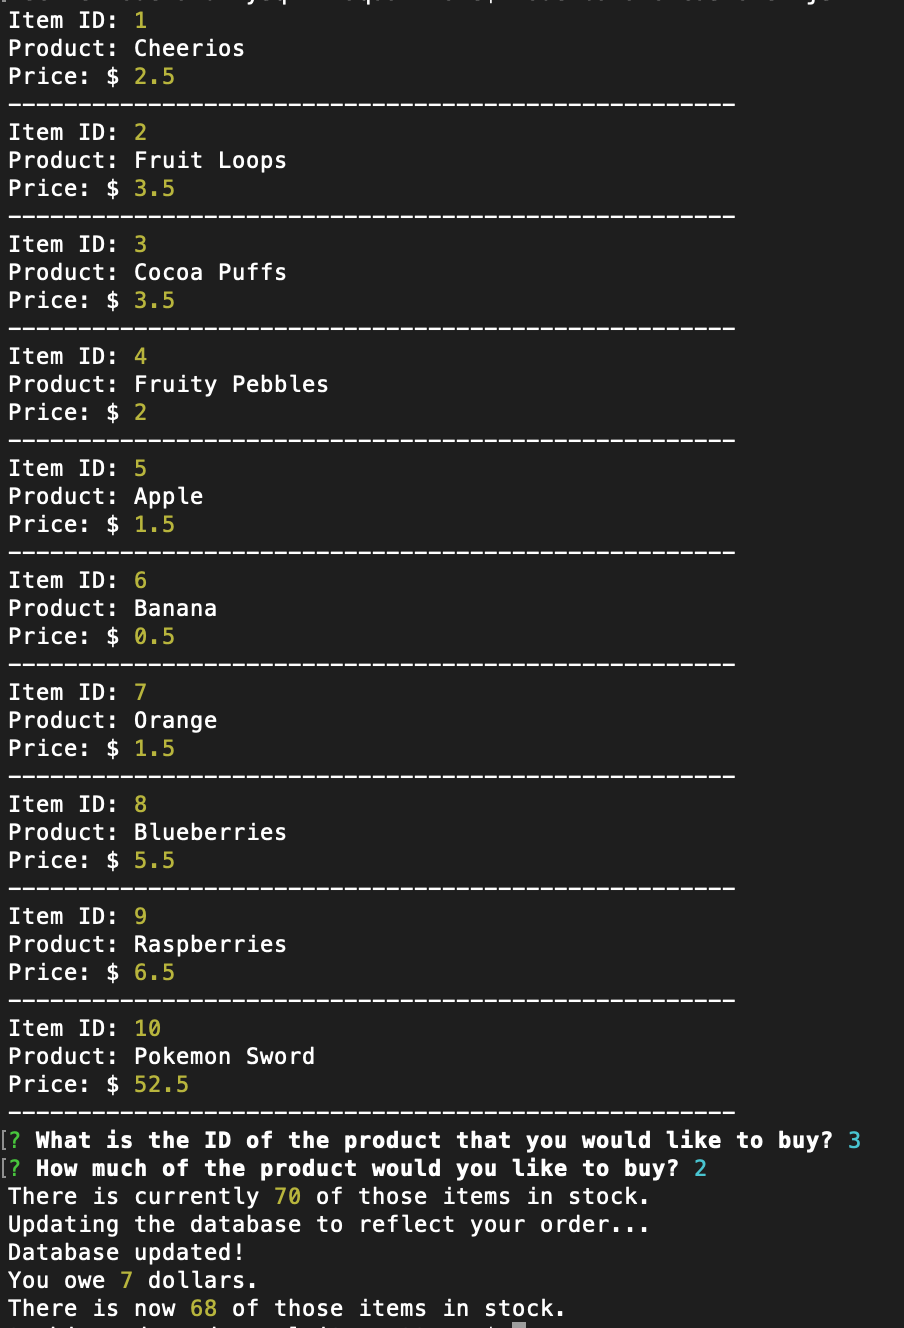 Item ID: 1
Product: Cheerios
Price: $ 2.5
----------------------------------------------------
Item ID: 2
Product: Fruit Loops
Price: $ 3.5
----------------------------------------------------
Item ID: 3
Product: Cocoa Puffs
Price: $ 3.5
----------------------------------------------------
Item ID: 4
Product: Fruity Pebbles
Price: $ 2
----------------------------------------------------
Item ID: 5
Product: Apple
Price: $ 1.5
----------------------------------------------------
Item ID: 6
Product: Banana
Price: $ 0.5
----------------------------------------------------
Item ID: 7
Product: Orange
Price: $ 1.5
----------------------------------------------------
Item ID: 8
Product: Blueberries
Price: $ 5.5
----------------------------------------------------
Item ID: 9
Product: Raspberries
Price: $ 6.5
----------------------------------------------------
Item ID: 10
Product: Pokemon Sword
Price: $ 52.5
----------------------------------------------------
[? What is the ID of the product that you would like to buy? 3
[? How much of the product would you like to buy? 2
There is currently 70 of those items in stock.
Updating the database to reflect your order...
Database updated!
You owe 7 dollars.
There is now 68 of those items in stock.